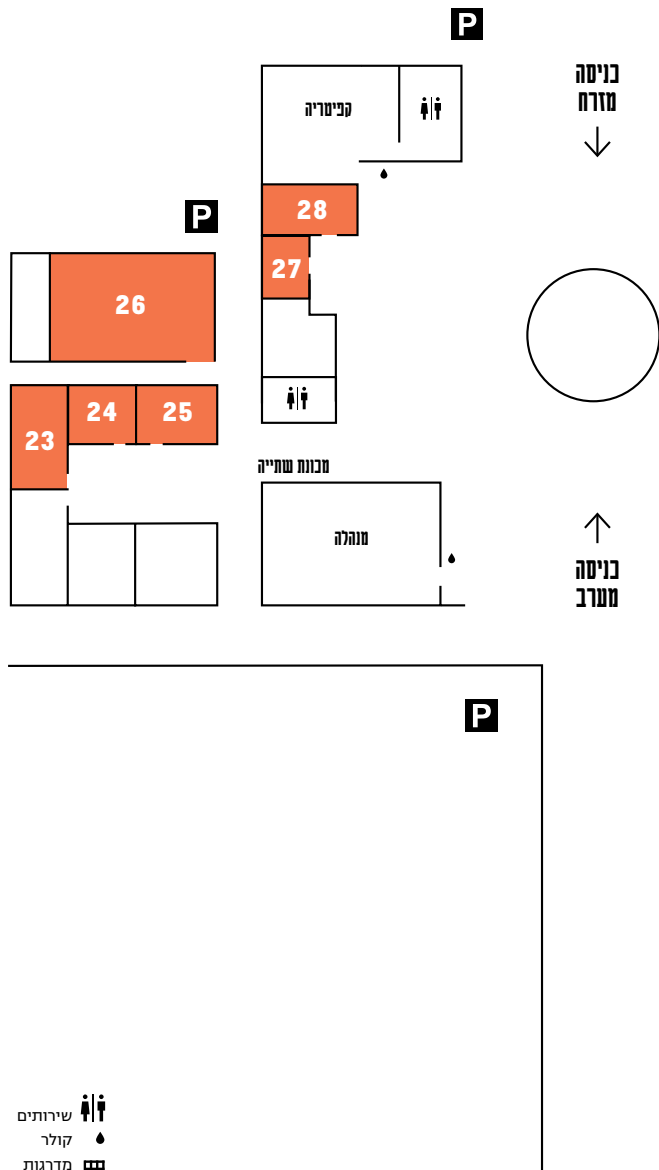 P
כניסה
מזרח
קפיטריה
28
P
27
26
24
25
23
מכונת שתייה
מנהלה
כניסה
מערב
P
שירותים
קולר
מדרגות